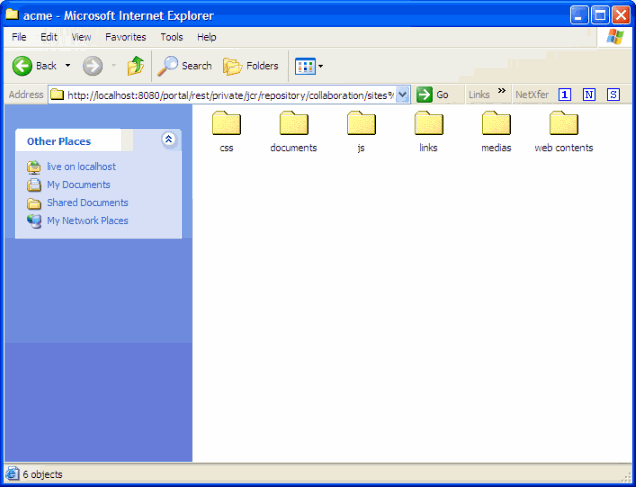 acme - Microsoft Internet Explorer
File Edit View Favorites Tools Help
Back Search Folders
Address http://localhost:8080/portal/rest/private/jcr/repository/collaboration/sites% Go Links » NetXfer 1 N S
Other Places
live on localhost
My Documents
Shared Documents
My Network Places
css documents js links medias web contents
6 objects